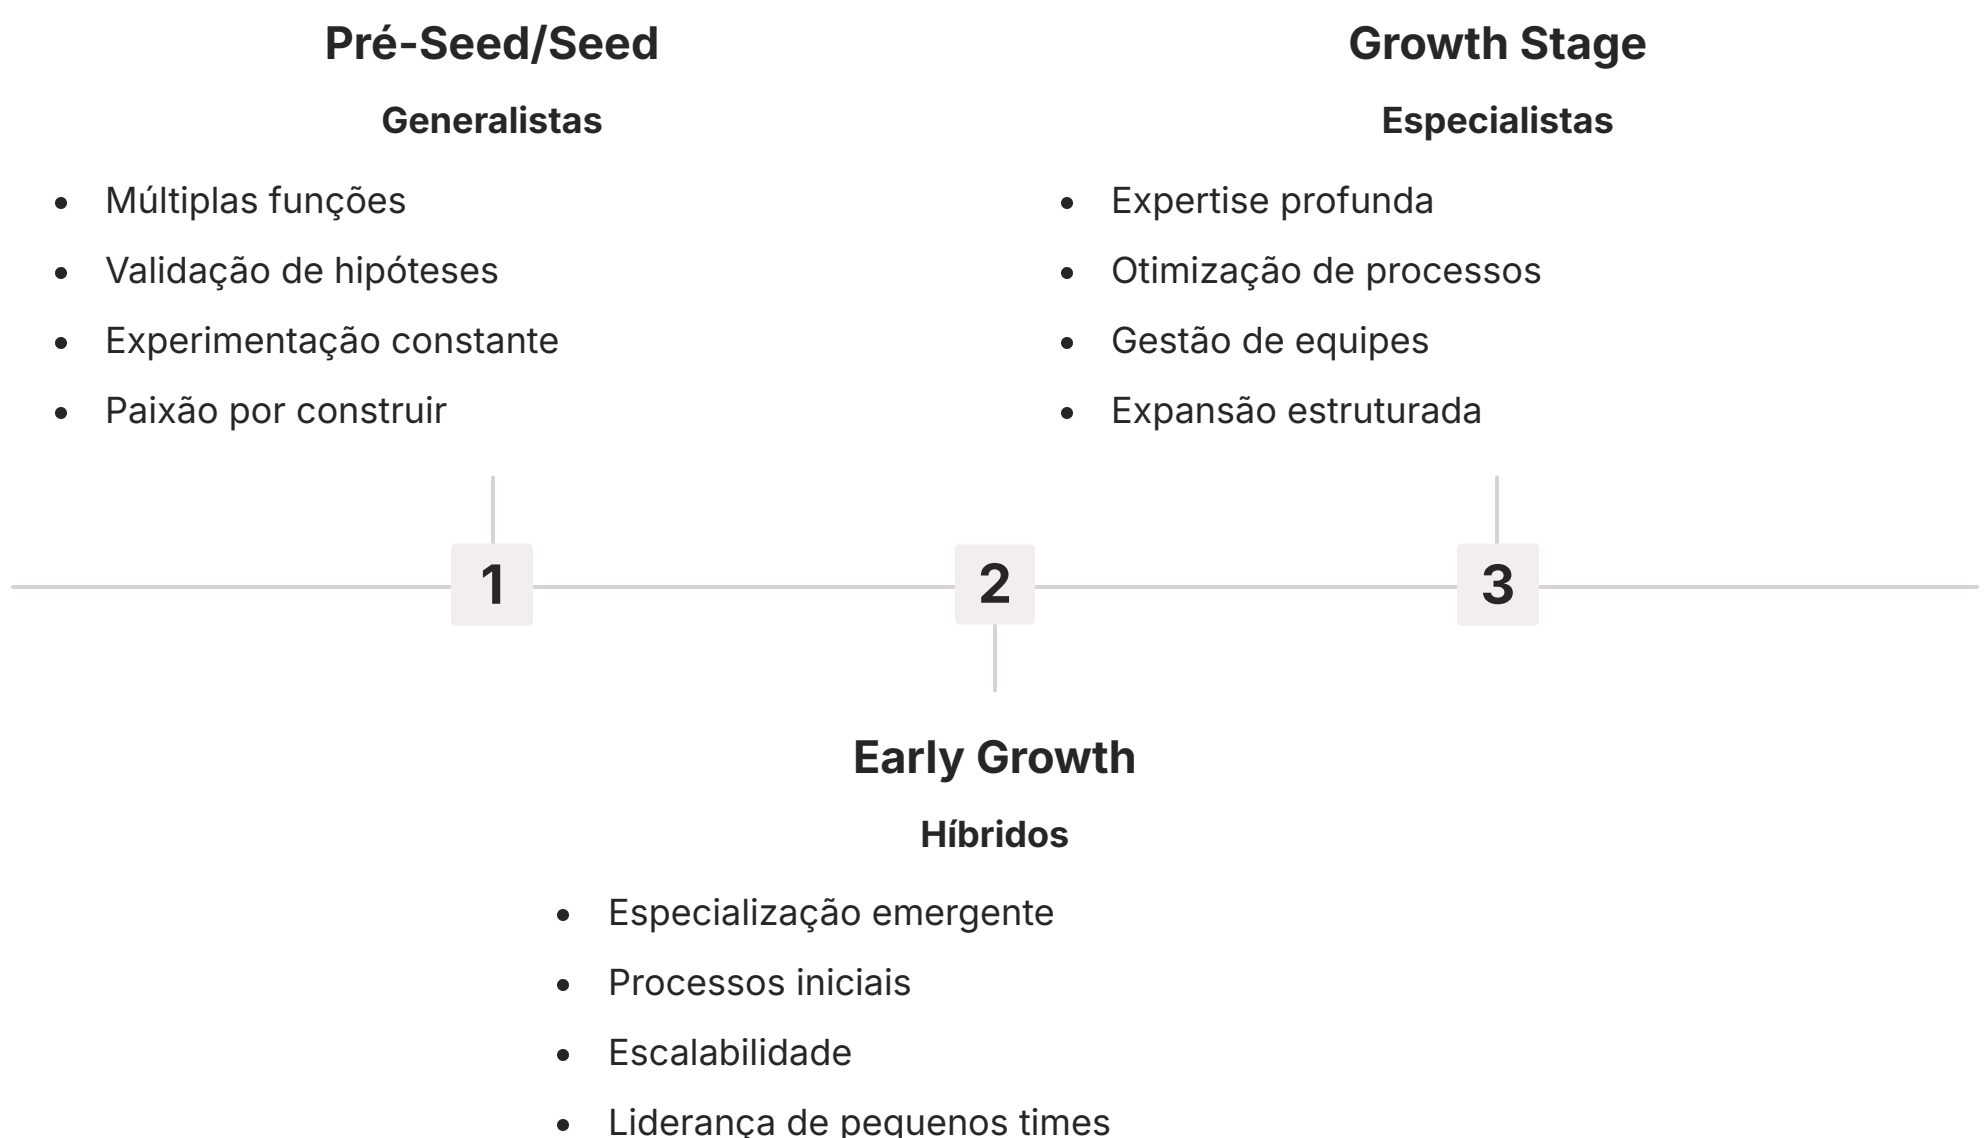 Pré-Seed/Seed
Generalistas
Múltiplas funções
Validação de hipóteses
Experimentação constante
Paixão por construir
Growth Stage
Especialistas
Expertise profunda
Otimização de processos
Gestão de equipes
Expansão estruturada
1
2
3
Early Growth
Híbridos
Especialização emergente
Processos iniciais
Escalabilidade
Liderança de pequenos times